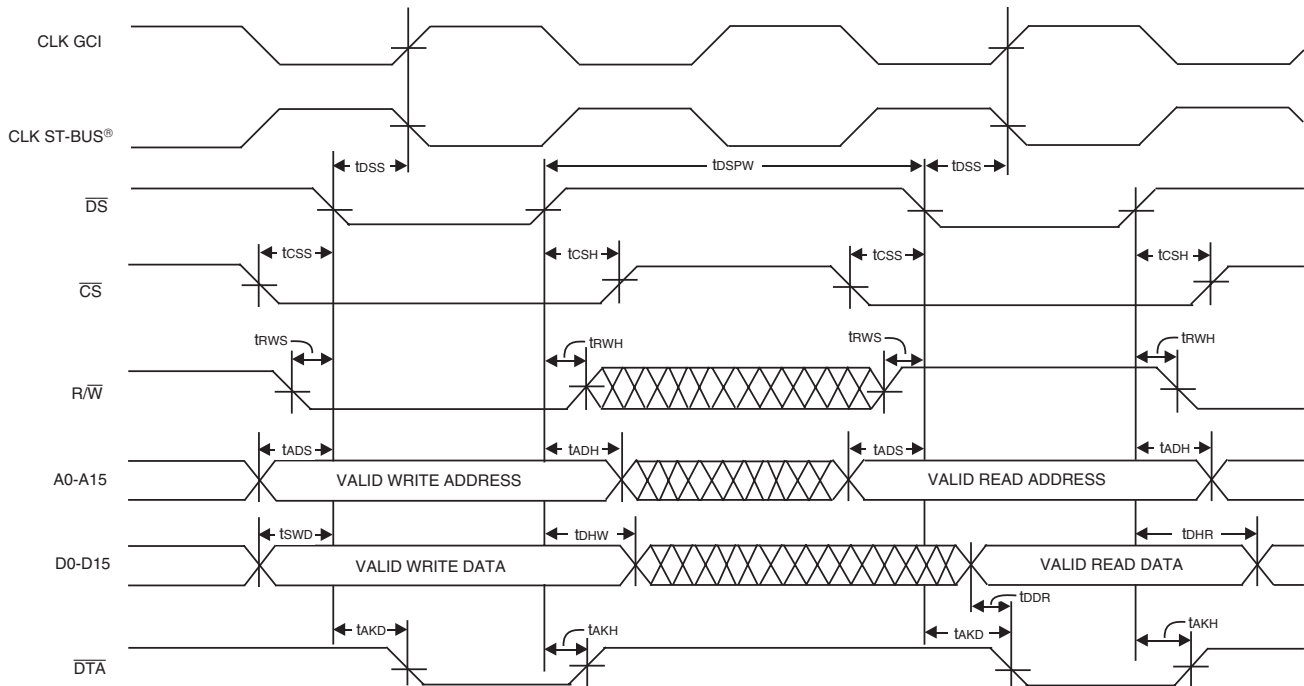 CLK GCI
CLK ST-BUS®
tDSS tDSPW tDSS
DS
tCSS tCSH tCSS tCSH
CS
tRWS tRWH tRWS tRWH
R/W
tADS tADH tADS tADH
A0-A15 VALID WRITE ADDRESS VALID READ ADDRESS
tSWD tDHW tDHR
D0-D15 VALID WRITE DATA VALID READ DATA
tDDR
tAKD tAKH tAKD tAKH
DTA